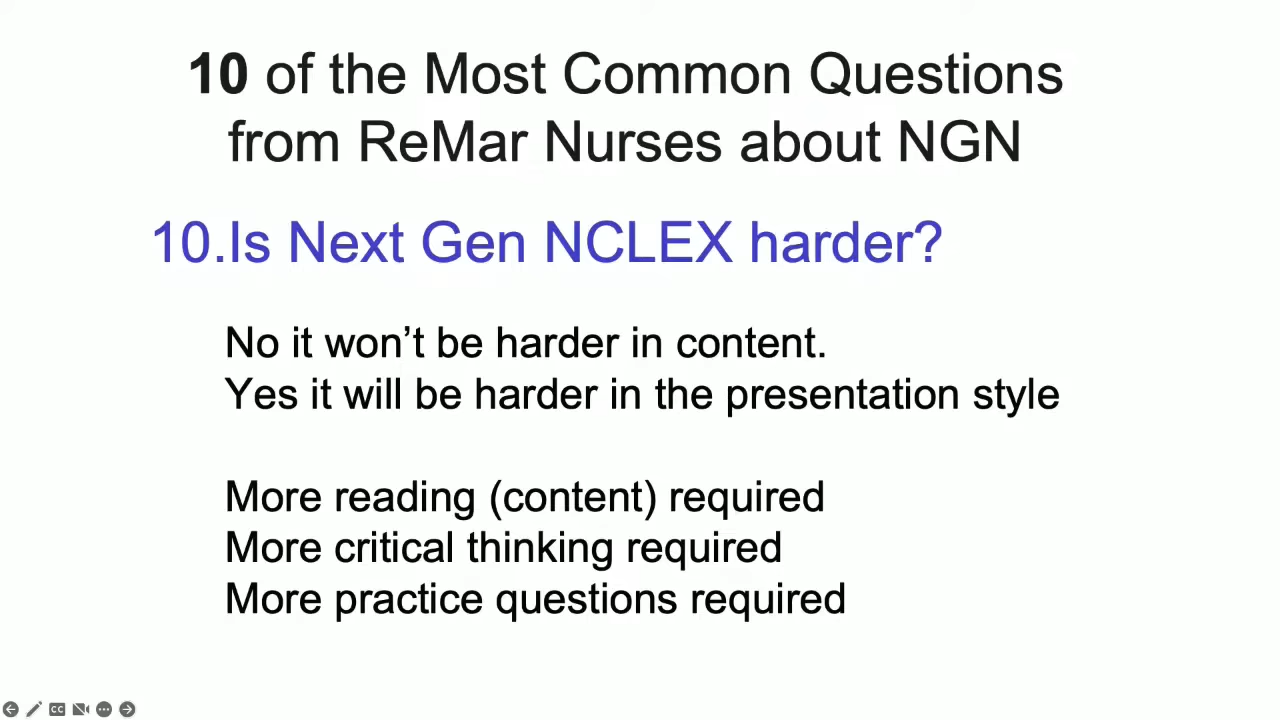 10 of the Most Common Questions
from ReMar Nurses about NGN
10.Is Next Gen NCLEX harder?
No it won’t be harder in content.
Yes it will be harder in the presentation style
More reading (content) required
More critical thinking required
More practice questions required
CC